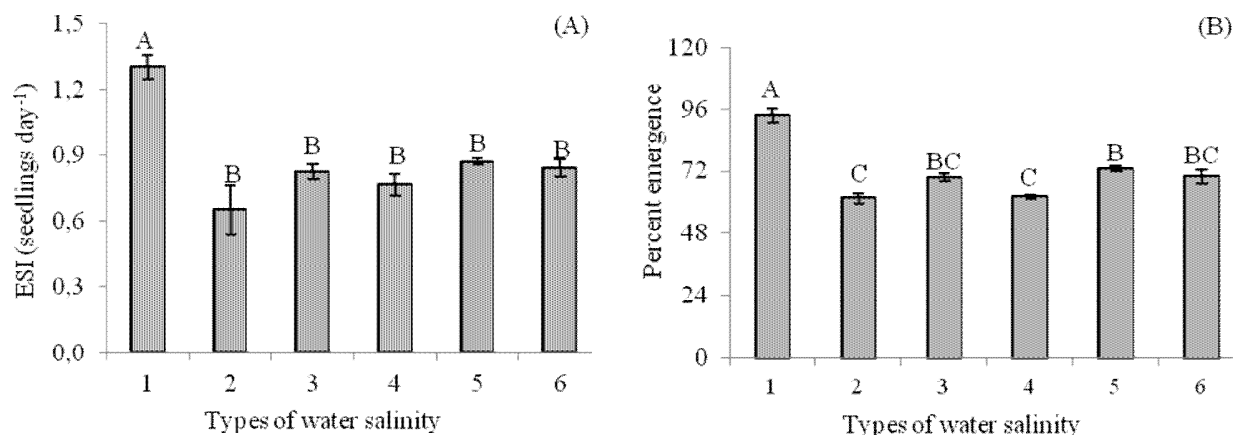 (A)
ESI (seedlings day⁻¹)
1,5
1,2
0,9
0,6
0,3
0,0
A
B
B
B
B
B
1 2 3 4 5 6
Types of water salinity
(B)
Percent emergence
120
96
72
48
24
0
A
C
BC
C
B
BC
1 2 3 4 5 6
Types of water salinity